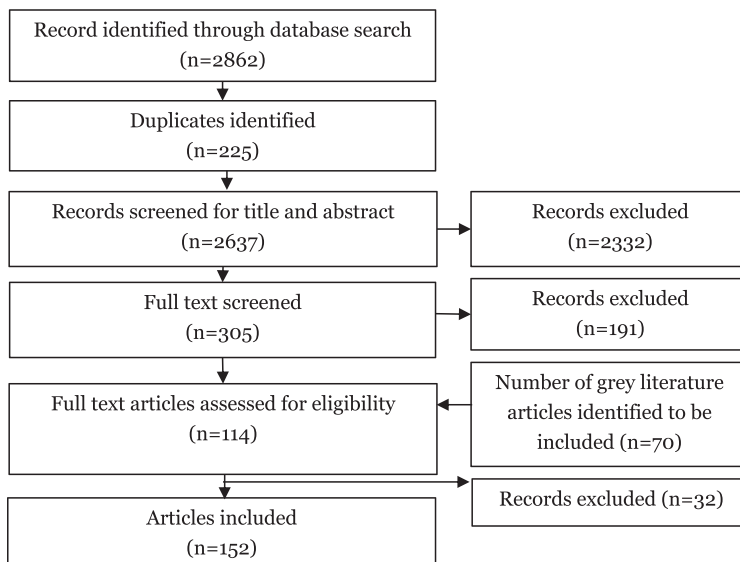 Record identified through database search
(n=2862)
Duplicates identified
(n=225)
Records screened for title and abstract
(n=2637)
Records excluded
(n=2332)
Full text screened
(n=305)
Records excluded
(n=191)
Full text articles assessed for eligibility
(n=114)
Number of grey literature
articles identified to be
included (n=70)
Records excluded (n=32)
Articles included
(n=152)